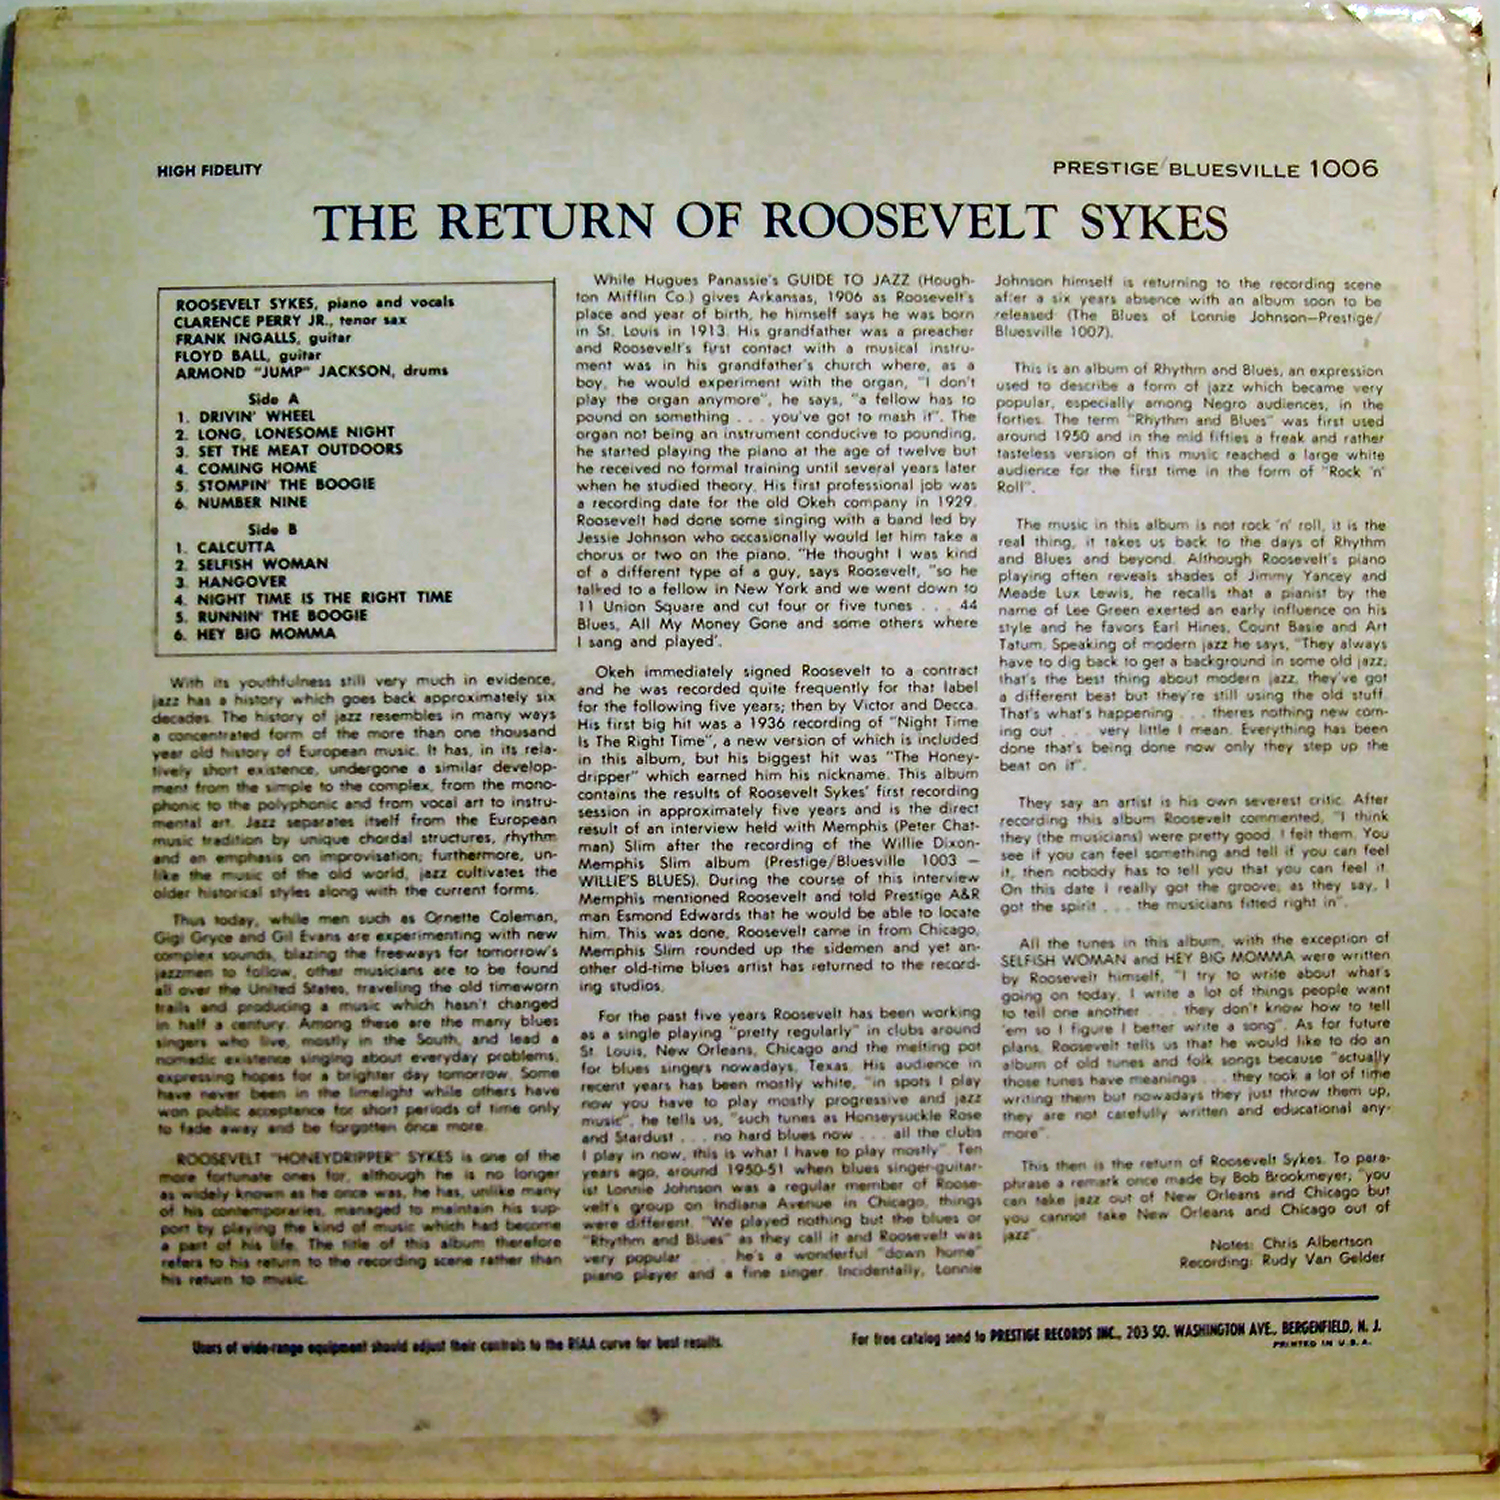 HIGH FIDELITY
PRESTIGE/BLUESVILLE 1006
THE RETURN OF ROOSEVELT SYKES
ROOSEVELT SYKES, piano and vocals
CLARENCE PERRY JR., tenor sax
FRANK INGALLS, guitar
FLOYD BALL, guitar
ARMOND "JUMP" JACKSON, drums
Side A
1. DRIVIN' WHEEL
2. LONG, LONESOME NIGHT
3. SET THE MEAT OUTDOORS
4. COMING HOME
5. STOMPIN' THE BOOGIE
6. NUMBER NINE
Side B
1. CALCUTTA
2. SELFISH WOMAN
3. HANGOVER
4. NIGHT TIME IS THE RIGHT TIME
5. RUNNIN' THE BOOGIE
6. HEY BIG MOMMA
With its youthfulness still very much in evidence,
jazz has a history which goes back approximately six
decades. The history of jazz resembles in many ways
a concentrated form of the more than one thousand
year old history of European music. It has, in its rela-
tively short existence, undergone a similar develop-
ment from the simple to the complex, from the mono-
phonic to the polyphonic and from vocal art to instru-
mental art. Jazz separates itself from the European
music tradition by unique chordal structures, rhythm
and an emphasis on improvisation; furthermore, un-
like the music of the old world, jazz cultivates the
older historical styles along with the current forms.
Thus today, while men such as Ornette Coleman,
Gigi Gryce and Gil Evans are experimenting with new
complex sounds, blazing the freeways for tomorrow's
jazzmen to follow, other musicians are to be found
all over the United States, traveling the old timeworn
trails and producing a music which hasn't changed
in half a century. Among these are the many blues
singers who live, mostly in the South, and lead a
nomadic existence singing about everyday problems,
expressing hopes for a brighter day tomorrow. Some
have never been in the limelight while others have
won public acceptance for short periods of time only
to fade away and be forgotten once more.
ROOSEVELT "HONEYDRIPPER" SYKES is one of the
more fortunate ones for, although he is no longer
as widely known as he once was, he has, unlike many
of his contemporaries, managed to maintain his sup-
port by playing the kind of music which had become
a part of his life. The title of this album therefore
refers to his return to the recording scene rather than
his return to music.
While Hugues Panassie's GUIDE TO JAZZ (Hough-
ton Mifflin Co.) gives Arkansas, 1906 as Roosevelt's
place and year of birth, he himself says he was born
in St. Louis in 1913. His grandfather was a preacher
and Roosevelt's first contact with a musical instru-
ment was in his grandfather's church where, as a
boy, he would experiment with the organ, "I don't
play the organ anymore", he says, "a fellow has to
pound on something . . . you've got to mash it". The
organ not being an instrument conducive to pounding,
he started playing the piano at the age of twelve but
he received no formal training until several years later
when he studied theory. His first professional job was
a recording date for the old Okeh company in 1929.
Roosevelt had done some singing with a band led by
Jessie Johnson who occasionally would let him take a
chorus or two on the piano. "He thought I was kind
of a different type of a guy, says Roosevelt, "so he
talked to a fellow in New York and we went down to
11 Union Square and cut four or five tunes . . . 44
Blues, All My Money Gone and some others where
I sang and played'.
Okeh immediately signed Roosevelt to a contract
and he was recorded quite frequently for that label
for the following five years; then by Victor and Decca.
His first big hit was a 1936 recording of "Night Time
Is The Right Time", a new version of which is included
in this album, but his biggest hit was "The Honey-
dripper" which earned him his nickname. This album
contains the results of Roosevelt Sykes' first recording
session in approximately five years and is the direct
result of an interview held with Memphis (Peter Chat-
man) Slim after the recording of the Willie Dixon-
Memphis Slim album (Prestige/Bluesville 1003 —
WILLIE'S BLUES). During the course of this interview
Memphis mentioned Roosevelt and told Prestige A&R
man Esmond Edwards that he would be able to locate
him. This was done, Roosevelt came in from Chicago,
Memphis Slim rounded up the sidemen and yet an-
other old-time blues artist has returned to the record-
ing studios.
For the past five years Roosevelt has been working
as a single playing "pretty regularly" in clubs around
St. Louis, New Orleans, Chicago and the melting pot
for blues singers nowadays, Texas. His audience in
recent years has been mostly white, "in spots I play
now you have to play mostly progressive and jazz
music", he tells us, "such tunes as Honseysuckle Rose
and Stardust . . . no hard blues now . . . all the clubs
I play in now, this is what I have to play mostly". Ten
years ago, around 1950-51 when blues singer-guitar-
ist Lonnie Johnson was a regular member of Roose-
velt's group on Indiana Avenue in Chicago, things
were different. "We played nothing but the blues or
"Rhythm and Blues" as they call it and Roosevelt was
very popular . . . he's a wonderful "down home"
piano player and a fine singer. Incidentally, Lonnie
Johnson himself is returning to the recording scene
after a six years absence with an album soon to be
released (The Blues of Lonnie Johnson—Prestige/
Bluesville 1007).
This is an album of Rhythm and Blues, an expression
used to describe a form of jazz which became very
popular, especially among Negro audiences, in the
forties. The term "Rhythm and Blues" was first used
around 1950 and in the mid fifties a freak and rather
tasteless version of this music reached a large white
audience for the first time in the form of "Rock 'n'
Roll".
The music in this album is not rock 'n' roll, it is the
real thing, it takes us back to the days of Rhythm
and Blues and beyond. Although Roosevelt's piano
playing often reveals shades of Jimmy Yancey and
Meade Lux Lewis, he recalls that a pianist by the
name of Lee Green exerted an early influence on his
style and he favors Earl Hines, Count Basie and Art
Tatum. Speaking of modern jazz he says, "They always
have to dig back to get a background in some old jazz,
that's the best thing about modern jazz, they've got
a different beat but they're still using the old stuff.
That's what's happening . . . theres nothing new com-
ing out . . . very little I mean. Everything has been
done that's being done now only they step up the
beat on it".
They say an artist is his own severest critic. After
recording this album Roosevelt commented, "I think
they (the musicians) were pretty good. I felt them. You
see if you can feel something and tell if you can feel
it, then nobody has to tell you that you can feel it.
On this date I really got the groove, as they say, I
got the spirit . . . the musicians fitted right in".
All the tunes in this album, with the exception of
SELFISH WOMAN and HEY BIG MOMMA were written
by Roosevelt himself, "I try to write about what's
going on today, I write a lot of things people want
to tell one another . . . they don't know how to tell
'em so I figure I better write a song". As for future
plans, Roosevelt tells us that he would like to do an
album of old tunes and folk songs because "actually
those tunes have meanings . . . they took a lot of time
writing them but nowadays they just throw them up,
they are not carefully written and educational any-
more".
This then is the return of Roosevelt Sykes. To para-
phrase a remark once made by Bob Brookmeyer; "you
can take jazz out of New Orleans and Chicago but
you cannot take New Orleans and Chicago out of
jazz"
Notes: Chris Albertson
Recording: Rudy Van Gelder
Users of wide-range equipment should adjust their controls to the RIAA curve for best results.
For free catalog send to PRESTIGE RECORDS INC., 203 SO. WASHINGTON AVE., BERGENFIELD, N. J.
PRINTED IN U.S.A.